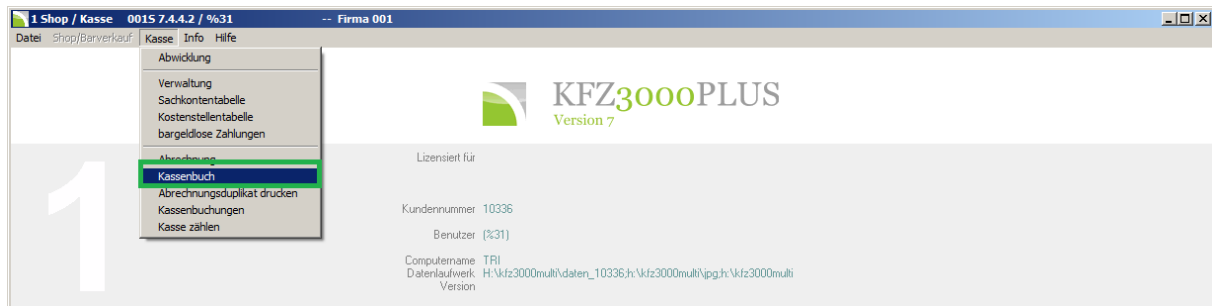 1 Shop / Kasse 001S 7.4.4.2 / %31 -- Firma 001
Datei Shop/Barverkauf Kasse Info Hilfe
Abwicklung
Verwaltung
Sachkontentabelle
Kostenstellentabelle
bargeldlose Zahlungen
Abrechnung
Kassenbuch
Abrechnungsduplikat drucken
Kassenbuchungen
Kasse zählen
KFZ3000PLUS
Version 7
1
Lizensiert für
Kundennummer 10336
Benutzer (%31)
Computername TRI
Datenlaufwerk H:\kfz3000multi\daten_10336;h:\kfz3000multi\jpg;h:\kfz3000multi
Version